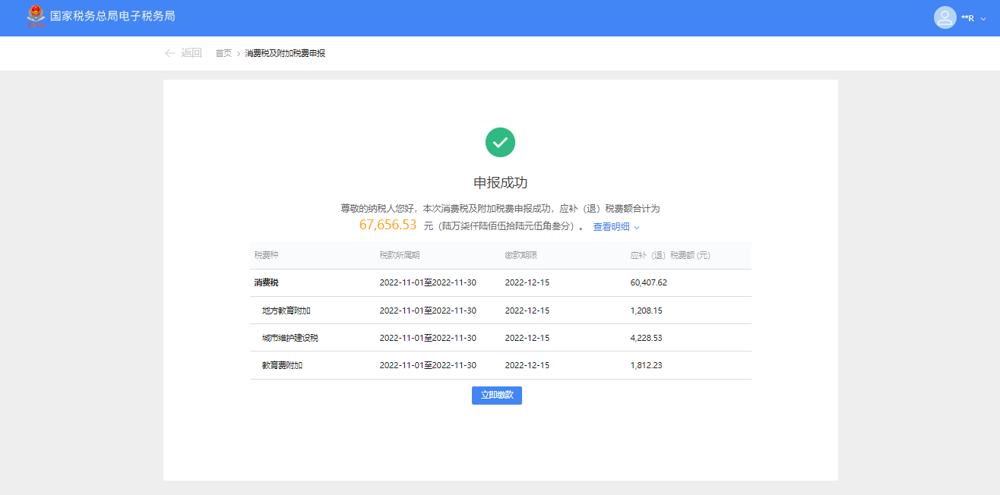 国家税务总局电子税务局
**R
返回 首页 > 消费税及附加税费申报
申报成功
尊敬的纳税人您好，本次消费税及附加税费申报成功，应补（退）税费额合计为
67,656.53 元（陆万柒仟陆佰伍拾陆元伍角叁分）。 查看明细
税费种 税款所属期 缴款期限 应补（退）税费额 (元)
消费税 2022-11-01至2022-11-30 2022-12-15 60,407.62
地方教育附加 2022-11-01至2022-11-30 2022-12-15 1,208.15
城市维护建设税 2022-11-01至2022-11-30 2022-12-15 4,228.53
教育费附加 2022-11-01至2022-11-30 2022-12-15 1,812.23
立即缴款